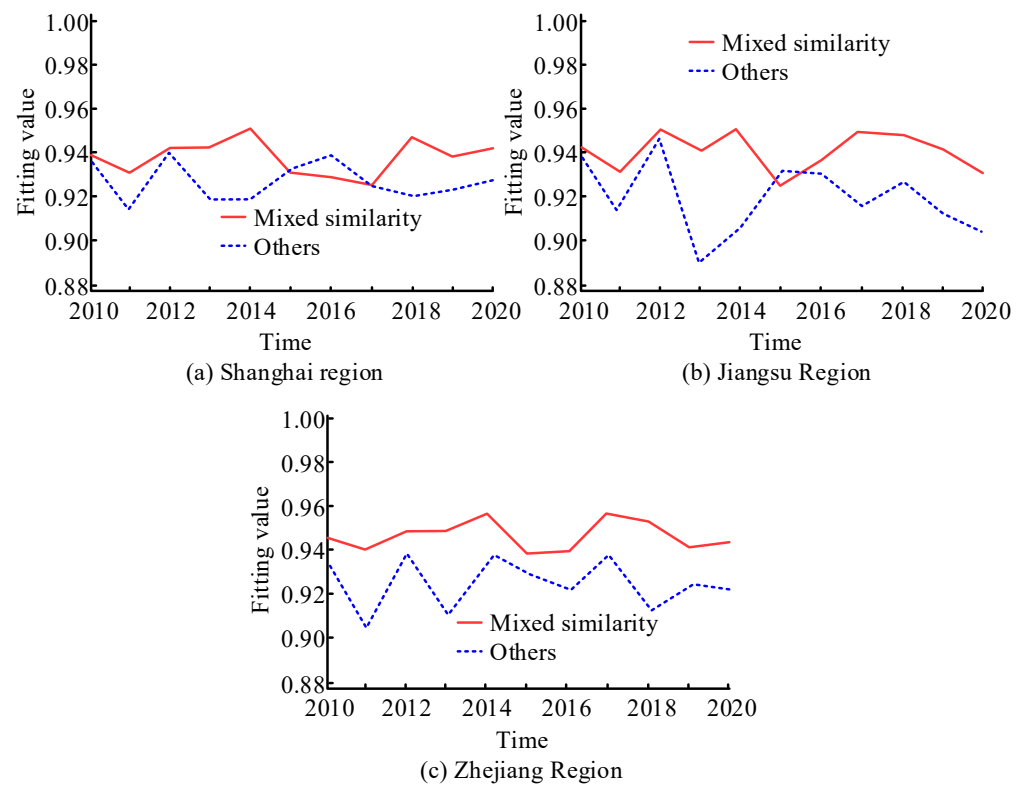 1.00
0.98
0.96
0.94
0.92
0.90
0.88
Fitting value
Mixed similarity
Others
2010 2012 2014 2016 2018 2020
Time
(a) Shanghai region
1.00
0.98
0.96
0.94
0.92
0.90
0.88
Fitting value
Mixed similarity
Others
2010 2012 2014 2016 2018 2020
Time
(b) Jiangsu Region
1.00
0.98
0.96
0.94
0.92
0.90
0.88
Fitting value
Mixed similarity
Others
2010 2012 2014 2016 2018 2020
Time
(c) Zhejiang Region